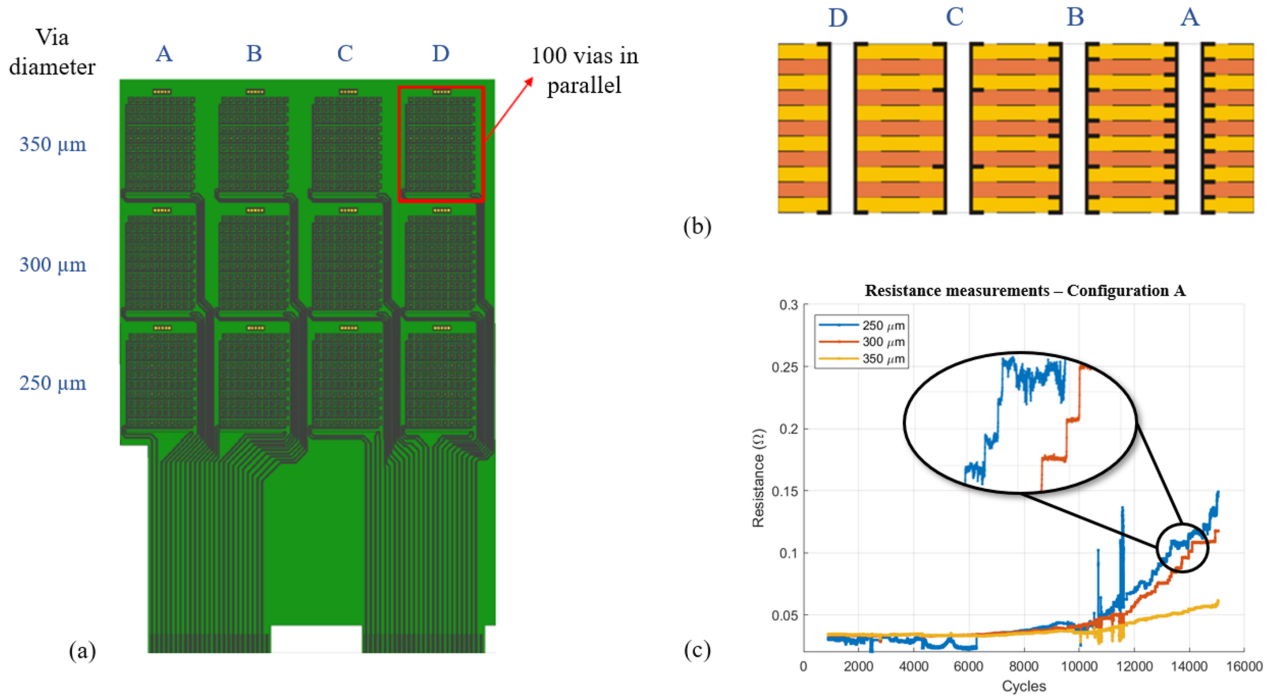 Via
diameter
A B C D
100 vias in
parallel
350 µm
300 µm
250 µm
(a)
D C B A
(b)
Resistance measurements – Configuration A
0.3
0.25
0.2
0.15
0.1
0.05
Resistance (Ω)
250 µm
300 µm
350 µm
0 2000 4000 6000 8000 10000 12000 14000 16000
Cycles
(c)